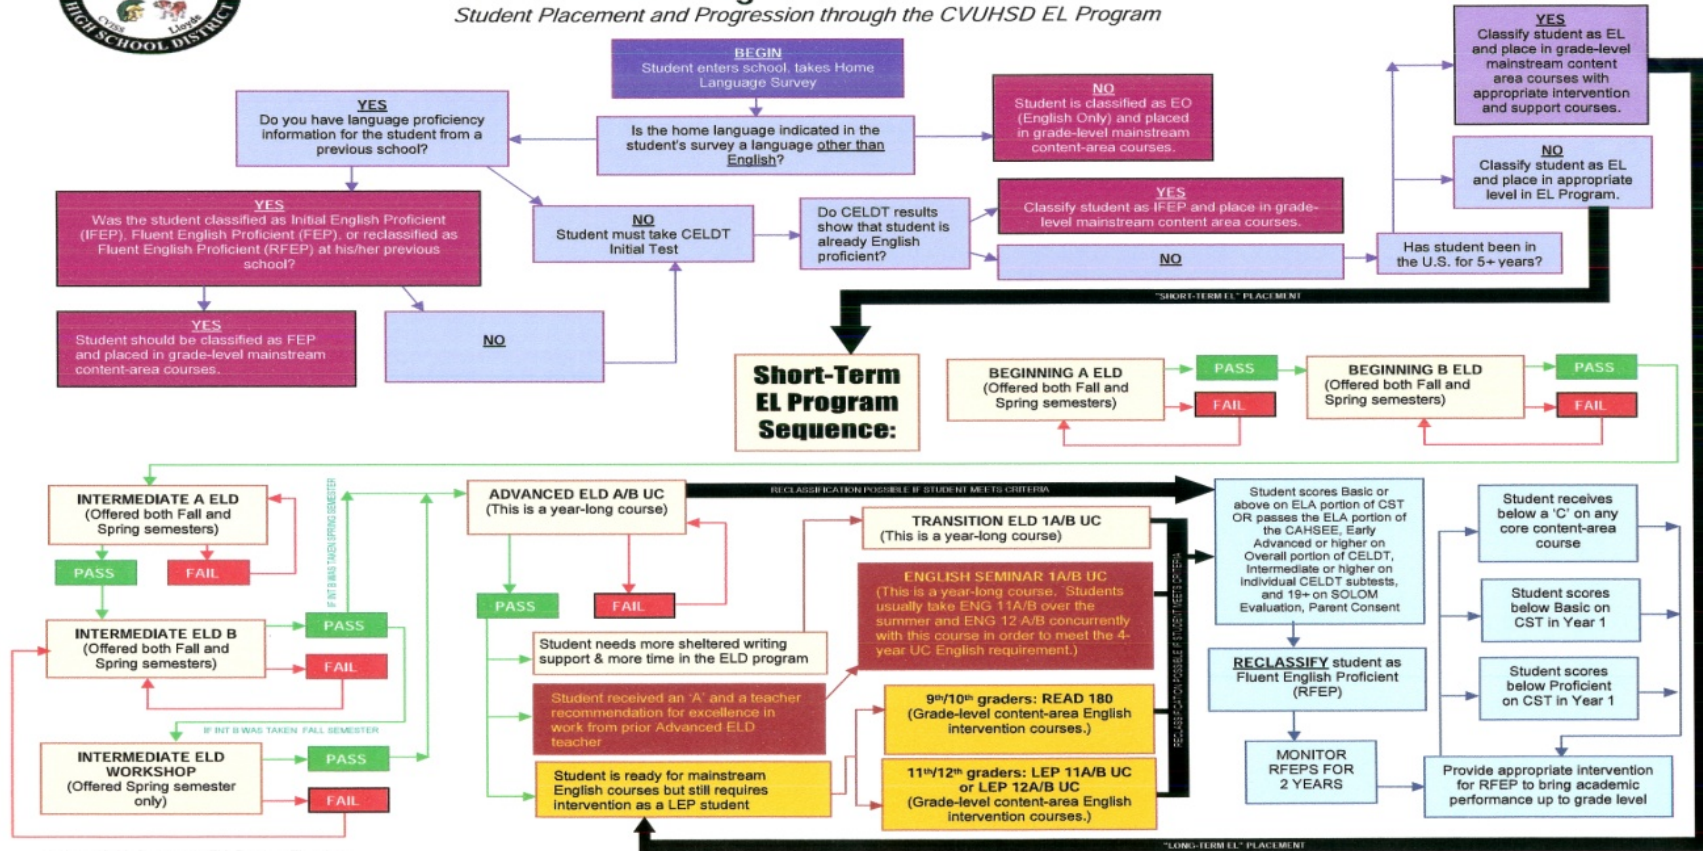 CVISS
Lloyde
HIGH SCHOOL DISTRICT
Student Placement and Progression through the CVUHSD EL Program
BEGIN
Student enters school, takes Home
Language Survey
YES
Do you have language proficiency
information for the student from a
previous school?
Is the home language indicated in the
student's survey a language other than
English?
NO
Student is classified as EO
(English Only) and placed
in grade-level mainstream
content-area courses.
YES
Classify student as EL
and place in grade-level
mainstream content
area courses with
appropriate intervention
and support courses.
NO
Classify student as EL
and place in appropriate
level in EL Program.
YES
Was the student classified as Initial English Proficient
(IFEP), Fluent English Proficient (FEP), or reclassified as
Fluent English Proficient (RFEP) at his/her previous
school?
NO
Student must take CELDT
Initial Test
Do CELDT results
show that student is
already English
proficient?
YES
Classify student as IFEP and place in grade-
level mainstream content area courses.
NO
Has student been in
the U.S. for 5+ years?
YES
Student should be classified as FEP
and placed in grade-level mainstream
content-area courses.
NO
"SHORT-TERM EL" PLACEMENT
Short-Term
EL Program
Sequence:
BEGINNING A ELD
(Offered both Fall and
Spring semesters)
PASS
FAIL
BEGINNING B ELD
(Offered both Fall and
Spring semesters)
PASS
FAIL
INTERMEDIATE A ELD
(Offered both Fall and
Spring semesters)
PASS
FAIL
IF INT B WAS TAKEN SPRING SEMESTER
INTERMEDIATE ELD B
(Offered both Fall and
Spring semesters)
PASS
FAIL
IF INT B WAS TAKEN FALL SEMESTER
INTERMEDIATE ELD
WORKSHOP
(Offered Spring semester
only)
PASS
FAIL
ADVANCED ELD A/B UC
(This is a year-long course)
PASS
FAIL
RECLASSIFICATION POSSIBLE IF STUDENT MEETS CRITERIA
Student needs more sheltered writing
support & more time in the ELD program
Student received an 'A' and a teacher
recommendation for excellence in
work from prior Advanced ELD
teacher
Student is ready for mainstream
English courses but still requires
intervention as a LEP student
TRANSITION ELD 1A/B UC
(This is a year-long course)
ENGLISH SEMINAR 1A/B UC
(This is a year-long course. Students
usually take ENG 11A/B over the
summer and ENG 12 A/B concurrently
with this course in order to meet the 4-
year UC English requirement.)
9th/10th graders: READ 180
(Grade-level content-area English
intervention courses.)
11th/12th graders: LEP 11A/B UC
or LEP 12A/B UC
(Grade-level content-area English
intervention courses.)
RECLASSIFICATION POSSIBLE IF STUDENT MEETS CRITERIA
Student scores Basic or
above on ELA portion of CST
OR passes the ELA portion of
the CAHSEE, Early
Advanced or higher on
Overall portion of CELDT,
Intermediate or higher on
individual CELDT subtests,
and 19+ on SOLOM
Evaluation, Parent Consent
RECLASSIFY student as
Fluent English Proficient
(RFEP)
MONITOR
RFEPS FOR
2 YEARS
Student receives
below a 'C' on any
core content-area
course
Student scores
below Basic on
CST in Year 1
Student scores
below Proficient
on CST in Year 1
Provide appropriate intervention
for RFEP to bring academic
performance up to grade level
"LONG-TERM EL" PLACEMENT